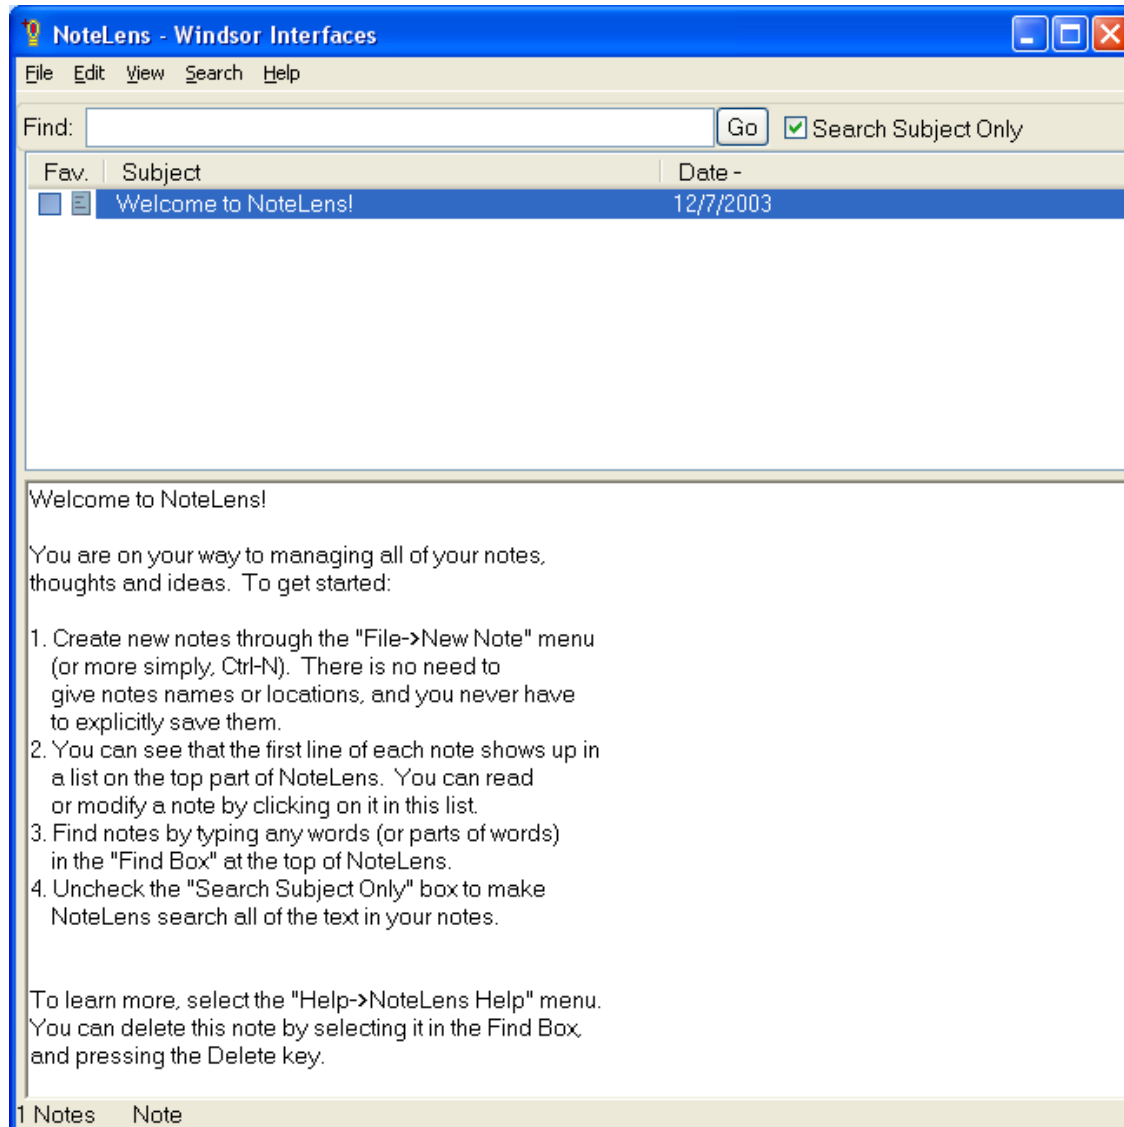 NoteLens - Windsor Interfaces
File Edit View Search Help
Find: Go Search Subject Only
Fav. Subject Date -
Welcome to NoteLens! 12/7/2003
Welcome to NoteLens!
You are on your way to managing all of your notes,
thoughts and ideas. To get started:
1. Create new notes through the "File->New Note" menu
(or more simply, Ctrl-N). There is no need to
give notes names or locations, and you never have
to explicitly save them.
2. You can see that the first line of each note shows up in
a list on the top part of NoteLens. You can read
or modify a note by clicking on it in this list.
3. Find notes by typing any words (or parts of words)
in the "Find Box" at the top of NoteLens.
4. Uncheck the "Search Subject Only" box to make
NoteLens search all of the text in your notes.
To learn more, select the "Help->NoteLens Help" menu.
You can delete this note by selecting it in the Find Box,
and pressing the Delete key.
1 Notes Note